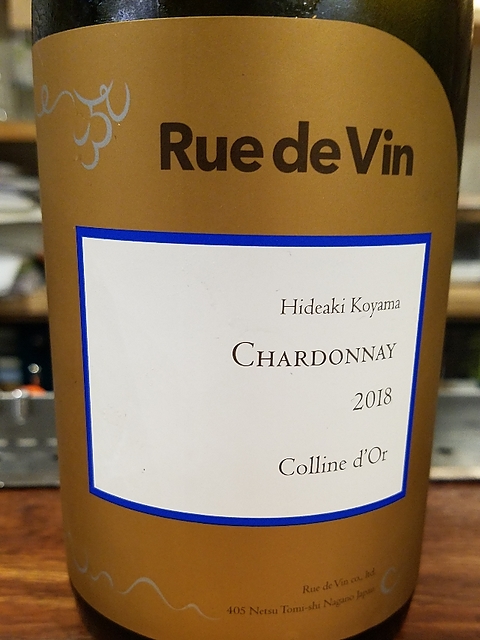 Rue de Vin
Hideaki Koyama
CHARDONNAY
2018
Colline d'Or
Rue de Vin co., ltd.
405 Netsu Tomi-shi Nagano Japan